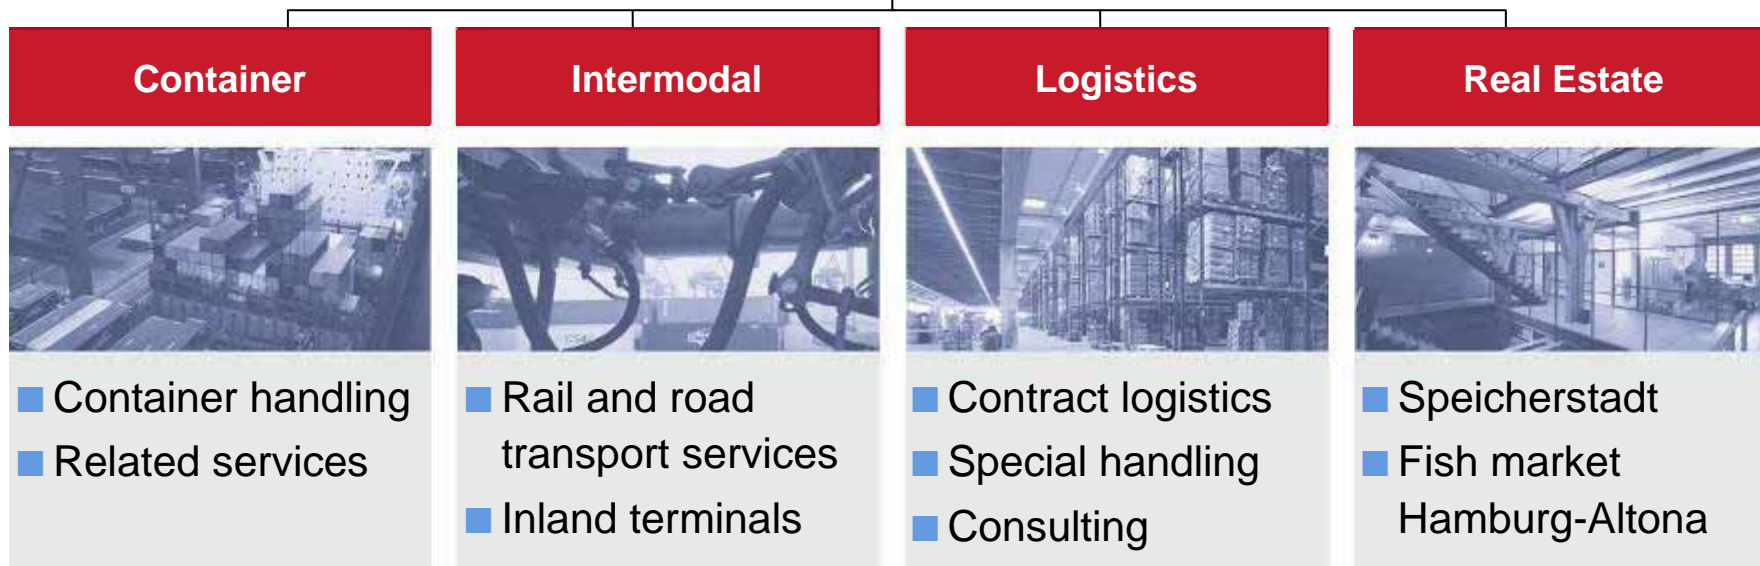 Container
Container handling
Related services
Intermodal
Rail and road
transport services
Inland terminals
Logistics
Contract logistics
Special handling
Consulting
Real Estate
Speicherstadt
Fish market
Hamburg-Altona